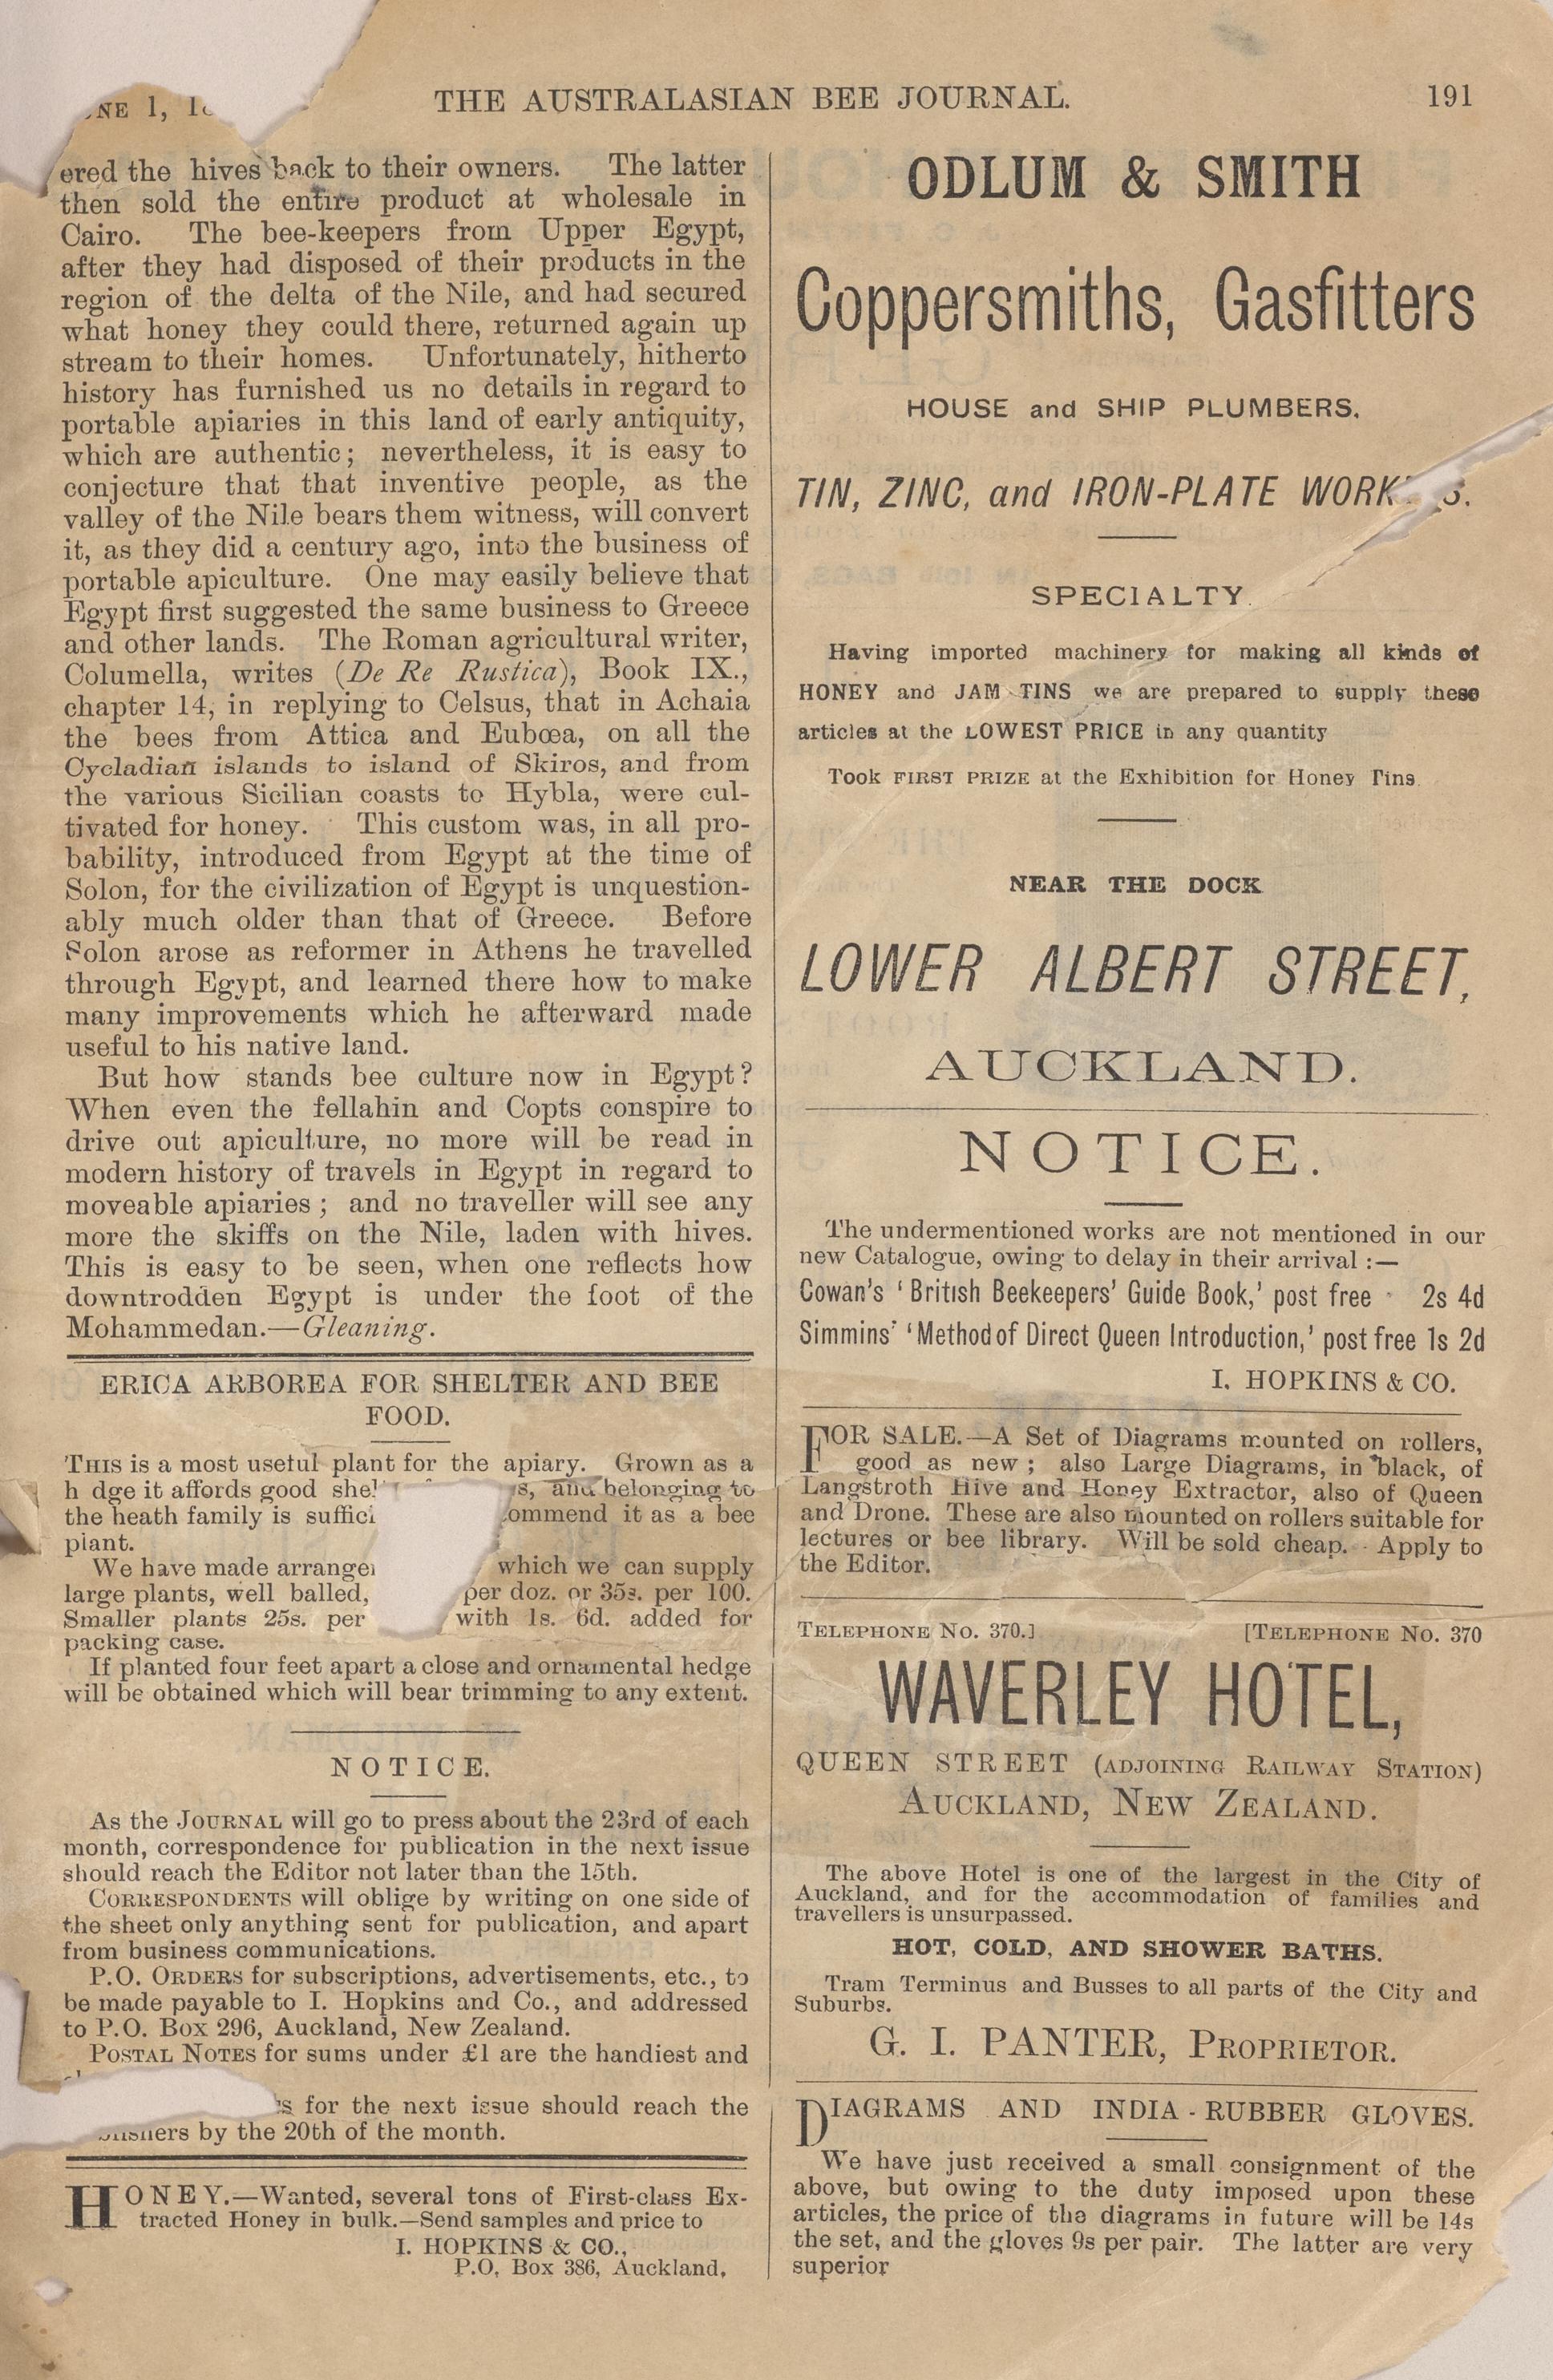 1,
THE AUSTRALASIAN BEE JOURNAL.
191
ered the hives back to their owners. The latter
then sold the entire product at wholesale in
Cairo. The bee-keepers from Upper Egypt,
after they had disposed of their products in the
region of the delta of the Nile, and had secured
what honey they could there, returned again up
stream to their homes. Unfortunately, hitherto
history has furnished us no details in regard to
portable apiaries in this land of early antiquity,
which are authentic; nevertheless, it is easy to
conjecture that that inventive people, as the
valley of the Nile bears them witness, will convert
it, as they did a century ago, into the business of
portable apiculture. One may easily believe that
Egypt first suggested the same business to Greece
and other lands. The Roman agricultural writer,
Columella, writes (De Re Rustica), Book IX.,
chapter 14, in replying to Celsus, that in Achaia
the bees from Attica and Eubœa, on all the
Cycladian islands to island of Skiros, and from
the various Sicilian coasts to Hybla, were cul-
tivated for honey. This custom was, in all pro-
bability, introduced from Egypt at the time of
Solon, for the civilization of Egypt is unquestion-
ably much older than that of Greece. Before
Solon arose as reformer in Athens he travelled
through Egypt, and learned there how to make
many improvements which he afterward made
useful to his native land.
But how stands bee culture now in Egypt?
When even the fellahin and Copts conspire to
drive out apiculture, no more will be read in
modern history of travels in Egypt in regard to
moveable apiaries; and no traveller will see any
more the skiffs on the Nile, laden with hives.
This is easy to be seen, when one reflects how
downtrodden Egypt is under the foot of the
Mohammedan.—Gleaning.
ERICA ARBOREA FOR SHELTER AND BEE
FOOD.
THIS is a most useful plant for the apiary. Grown as a
h dge it affords good and belonging to
the heath family is ommend it as a bee
plant.
We have made which we can supply
large plants, well balled, per doz. or 35s. per 100.
Smaller plants 25s. per with 1s. 6d. added for
packing case.
If planted four feet apart a close and ornamental hedge
will be obtained which will bear trimming to any extent.
NOTICE.
As the JOURNAL will go to press about the 23rd of each
month, correspondence for publication in the next issue
should reach the Editor not later than the 15th.
CORRESPONDENTS will oblige by writing on one side of
the sheet only anything sent for publication, and apart
from business communications.
P.O. ORDERS for subscriptions, advertisements, etc., to
be made payable to I. Hopkins and Co., and addressed
to P.O. Box 296, Auckland, New Zealand.
POSTAL NOTES for sums under £1 are the handiest and
for the next issue should reach the
by the 20th of the month.
HONEY.—Wanted, several tons of First-class Ex-
tracted Honey in bulk.—Send samples and price to
I. HOPKINS & CO.,
P.O. Box 386, Auckland.
ODLUM & SMITH
Coppersmiths, Gasfitters
HOUSE and SHIP PLUMBERS.
TIN, ZINC, and IRON-PLATE
SPECIALTY.
Having imported machinery for making all kinds of
HONEY and JAM TINS we are prepared to supply these
articles at the LOWEST PRICE in any quantity
Took FIRST PRIZE at the Exhibition for Honey Tins.
NEAR THE DOCK
LOWER ALBERT STREET,
AUCKLAND.
NOTICE.
The undermentioned works are not mentioned in our
new Catalogue, owing to delay in their arrival:—
Cowan's 'British Beekeepers' Guide Book,' post free 2s 4d
Simmins' 'Method of Direct Queen Introduction,' post free 1s 2d
I. HOPKINS & CO.
FOR SALE.—A Set of Diagrams mounted on rollers,
good as new; also Large Diagrams, in black, of
Langstroth Hive and Honey Extractor, also of Queen
and Drone. These are also mounted on rollers suitable for
lectures or bee library. Will be sold cheap. Apply to
the Editor.
TELEPHONE No. 370.] [TELEPHONE No. 370
WAVERLEY HOTEL,
QUEEN STREET (ADJOINING RAILWAY STATION)
AUCKLAND, NEW ZEALAND.
The above Hotel is one of the largest in the City of
Auckland, and for the accommodation of families and
travellers is unsurpassed.
HOT, COLD, AND SHOWER BATHS.
Tram Terminus and Busses to all parts of the City and
Suburbs.
G. I. PANTER, PROPRIETOR.
DIAGRAMS AND INDIA-RUBBER GLOVES.
We have just received a small consignment of the
above, but owing to the duty imposed upon these
articles, the price of the diagrams in future will be 14s
the set, and the gloves 9s per pair. The latter are very
superior